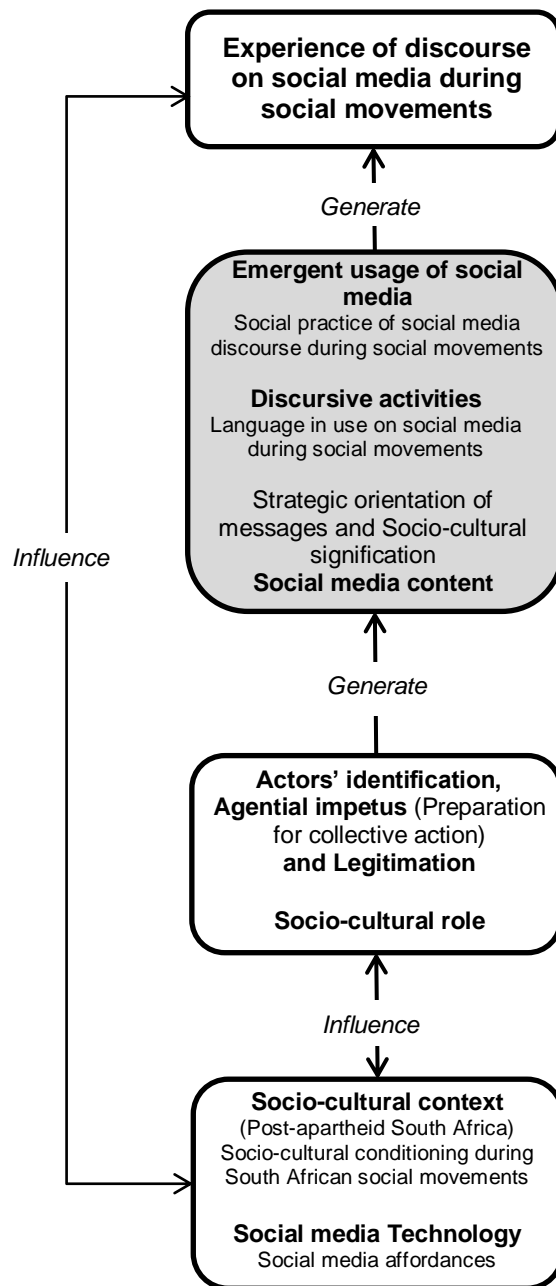 Experience of discourse
on social media during
social movements
Generate
Emergent usage of social
media
Social practice of social media
discourse during social movements
Discursive activities
Language in use on social media
during social movements
Strategic orientation of
messages and Socio-cultural
signification
Social media content
Influence
Generate
Actors’ identification,
Agential impetus (Preparation
for collective action)
and Legitimation
Socio-cultural role
Influence
Socio-cultural context
(Post-apartheid South Africa)
Socio-cultural conditioning during
South African social movements
Social media Technology
Social media affordances